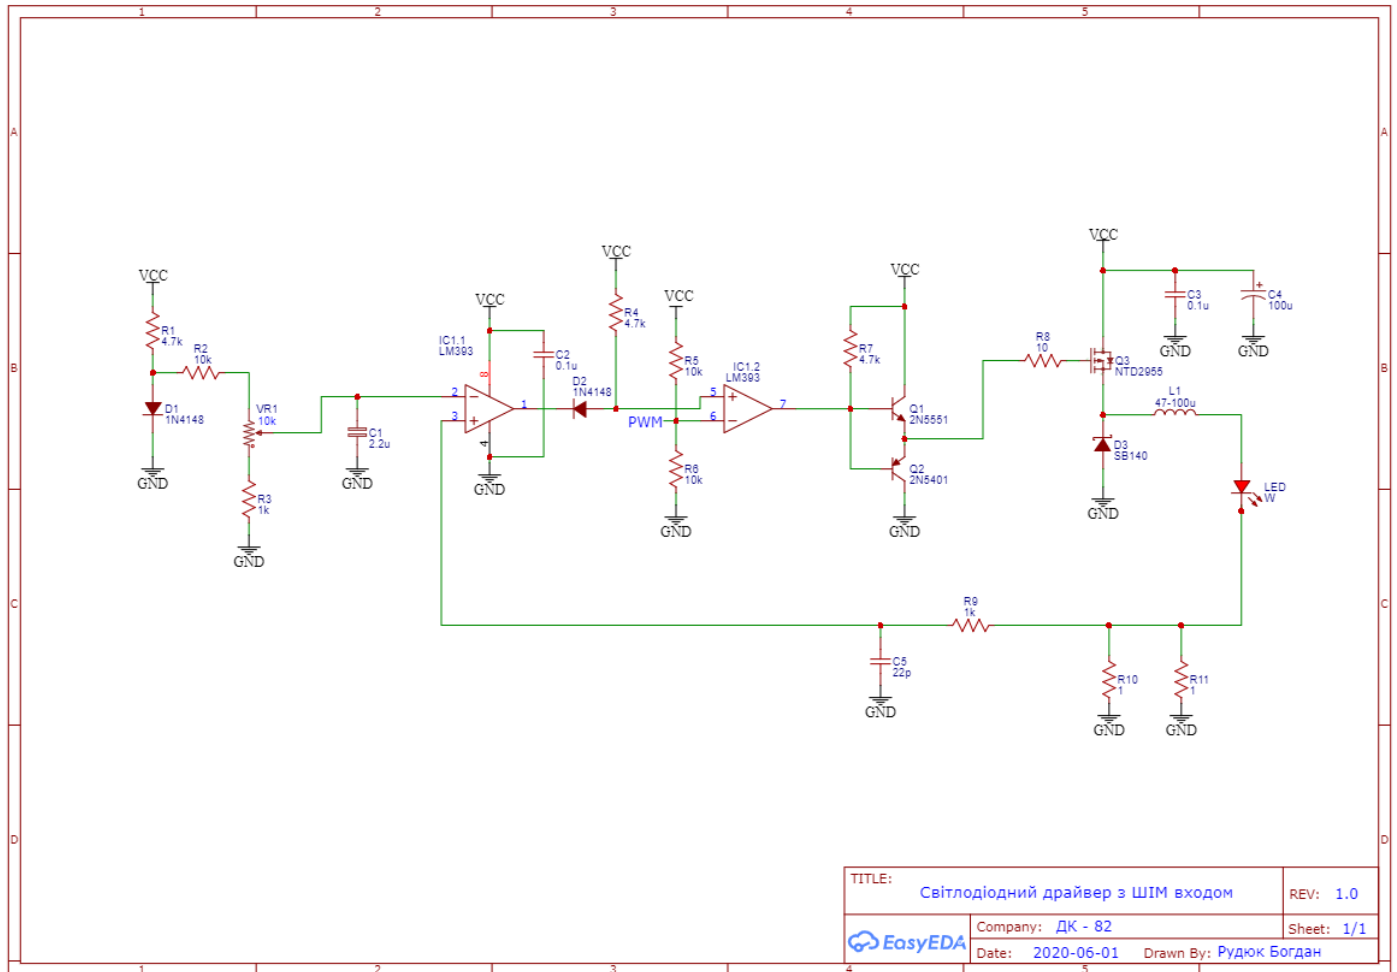 1 2 3 4 5
A A
B B
C C
D D
1 2 3 4 5
VCC
R1
4.7k
R2
10k
D1
1N4148
GND
VR1
10k
R3
1k
GND
C1
2.2u
GND
VCC
IC1.1
LM393
8
2
3
1
4
C2
0.1u
GND
D2
1N4148
VCC
R4
4.7k
VCC
R5
10k
PWM
R6
10k
GND
IC1.2
LM393
5
6
7
VCC
R7
4.7k
Q1
2N5551
Q2
2N5401
GND
R8
10
VCC
Q3
NTD2955
C3
0.1u
GND
C4
100u
GND
L1
47-100u
D3
SB140
GND
LED
W
R9
1k
C5
22p
GND
R10
1
GND
R11
1
GND
TITLE:
Світлодіодний драйвер з ШІМ входом
REV: 1.0
EasyEDA
Company: ДК - 82
Sheet: 1/1
Date: 2020-06-01 Drawn By: Рудюк Богдан